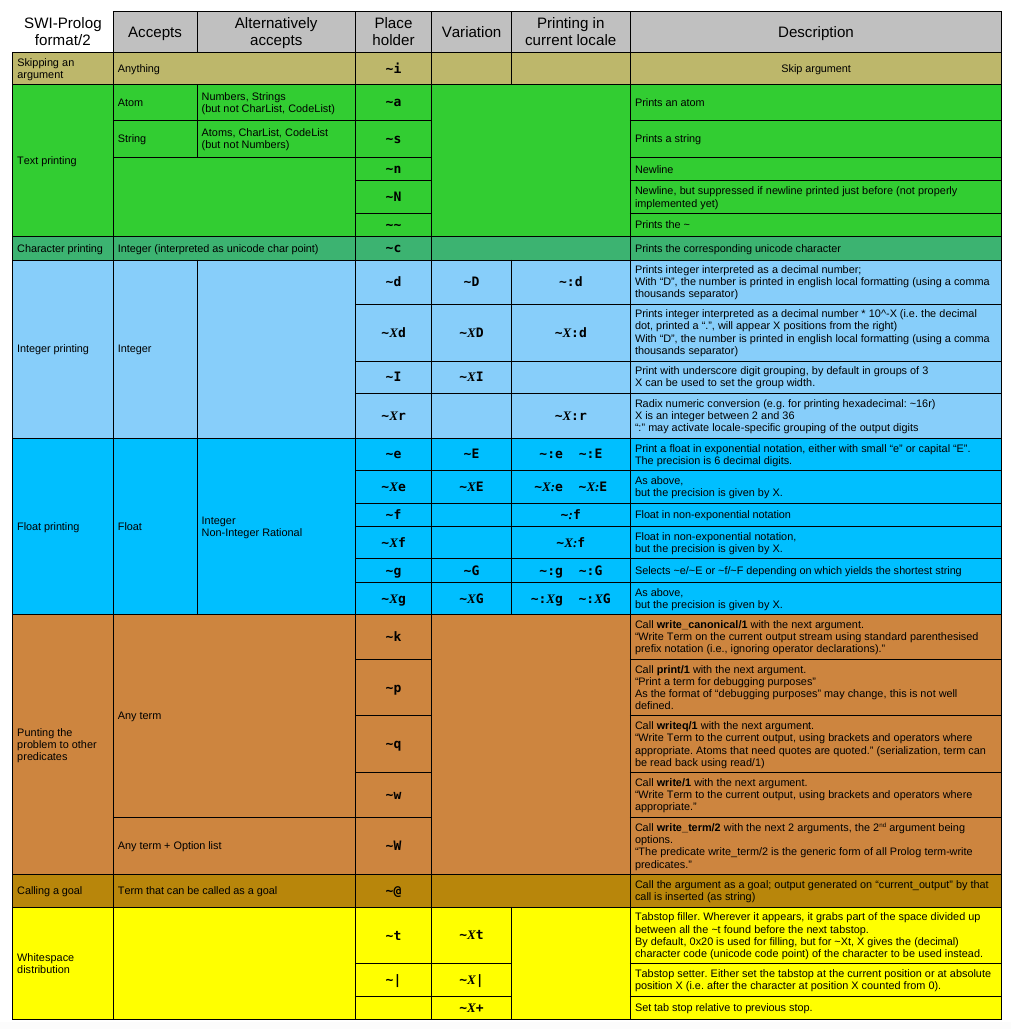 SWI-Prolog
format/2
Accepts
Alternatively
accepts
Place
holder
Variation
Printing in
current locale
Description
Skipping an
argument
Anything
~i
Skip argument
Text printing
Atom
Numbers, Strings
(but not CharList, CodeList)
~a
Prints an atom
String
Atoms, CharList, CodeList
(but not Numbers)
~s
Prints a string
~n
Newline
~N
Newline, but suppressed if newline printed just before (not properly
implemented yet)
~~
Prints the ~
Character printing
Integer (interpreted as unicode char point)
~c
Prints the corresponding unicode character
Integer printing
Integer
~d
~D
~:d
Prints integer interpreted as a decimal number;
With “D”, the number is printed in english local formatting (using a comma
thousands separator)
~Xd
~XD
~X:d
Prints integer interpreted as a decimal number * 10^-X (i.e. the decimal
dot, printed a “.”, will appear X positions from the right)
With “D”, the number is printed in english local formatting (using a comma
thousands separator)
~I
~XI
Print with underscore digit grouping, by default in groups of 3
X can be used to set the group width.
~Xr
~X:r
Radix numeric conversion (e.g. for printing hexadecimal: ~16r)
X is an integer between 2 and 36
“:” may activate locale-specific grouping of the output digits
Float printing
Float
Integer
Non-Integer Rational
~e
~E
~:e ~:E
Print a float in exponential notation, either with small “e” or capital “E”.
The precision is 6 decimal digits.
~Xe
~XE
~X:e ~X:E
As above,
but the precision is given by X.
~f
~:f
Float in non-exponential notation
~Xf
~X:f
Float in non-exponential notation,
but the precision is given by X.
~g
~G
~:g ~:G
Selects ~e/~E or ~f/~F depending on which yields the shortest string
~Xg
~XG
~:Xg ~:XG
As above,
but the precision is given by X.
Punting the
problem to other
predicates
Any term
~k
Call write_canonical/1 with the next argument.
“Write Term on the current output stream using standard parenthesised
prefix notation (i.e., ignoring operator declarations).”
~p
Call print/1 with the next argument.
“Print a term for debugging purposes”
As the format of “debugging purposes” may change, this is not well
defined.
~q
Call writeq/1 with the next argument.
“Write Term to the current output, using brackets and operators where
appropriate. Atoms that need quotes are quoted.” (serialization, term can
be read back using read/1)
~w
Call write/1 with the next argument.
“Write Term to the current output, using brackets and operators where
appropriate.”
Any term + Option list
~W
Call write_term/2 with the next 2 arguments, the 2nd argument being
options.
“The predicate write_term/2 is the generic form of all Prolog term-write
predicates.”
Calling a goal
Term that can be called as a goal
~@
Call the argument as a goal; output generated on “current_output” by that
call is inserted (as string)
Whitespace
distribution
~t
~Xt
Tabstop filler. Wherever it appears, it grabs part of the space divided up
between all the ~t found before the next tabstop.
By default, 0x20 is used for filling, but for ~Xt, X gives the (decimal)
character code (unicode code point) of the character to be used instead.
~|
~X|
Tabstop setter. Either set the tabstop at the current position or at absolute
position X (i.e. after the character at position X counted from 0).
~X+
Set tab stop relative to previous stop.